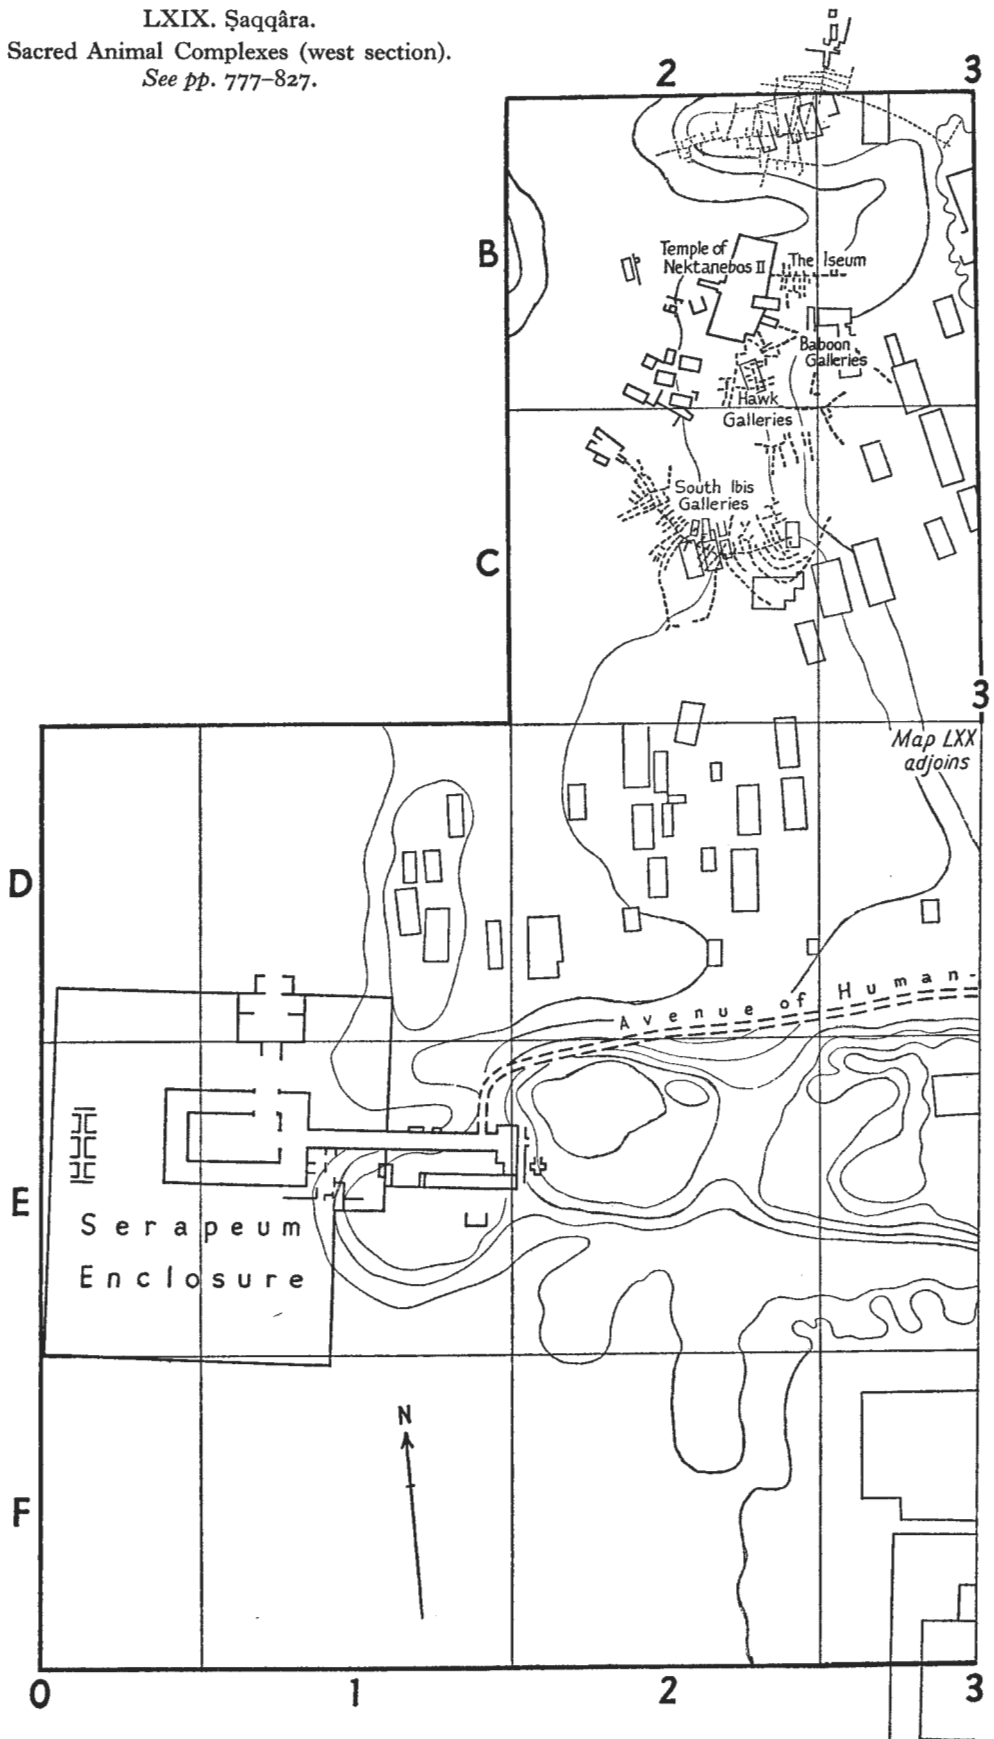 LXIX. Ṣaqqâra.
Sacred Animal Complexes (west section).
See pp. 777–827.
2
3
B
Temple of
Nektanebos II
The Iseum
Baboon
Galleries
Hawk
Galleries
South Ibis
Galleries
C
3
Map LXX
adjoins
D
Avenue of Human-
E
Serapeum
Enclosure
N
F
0
1
2
3